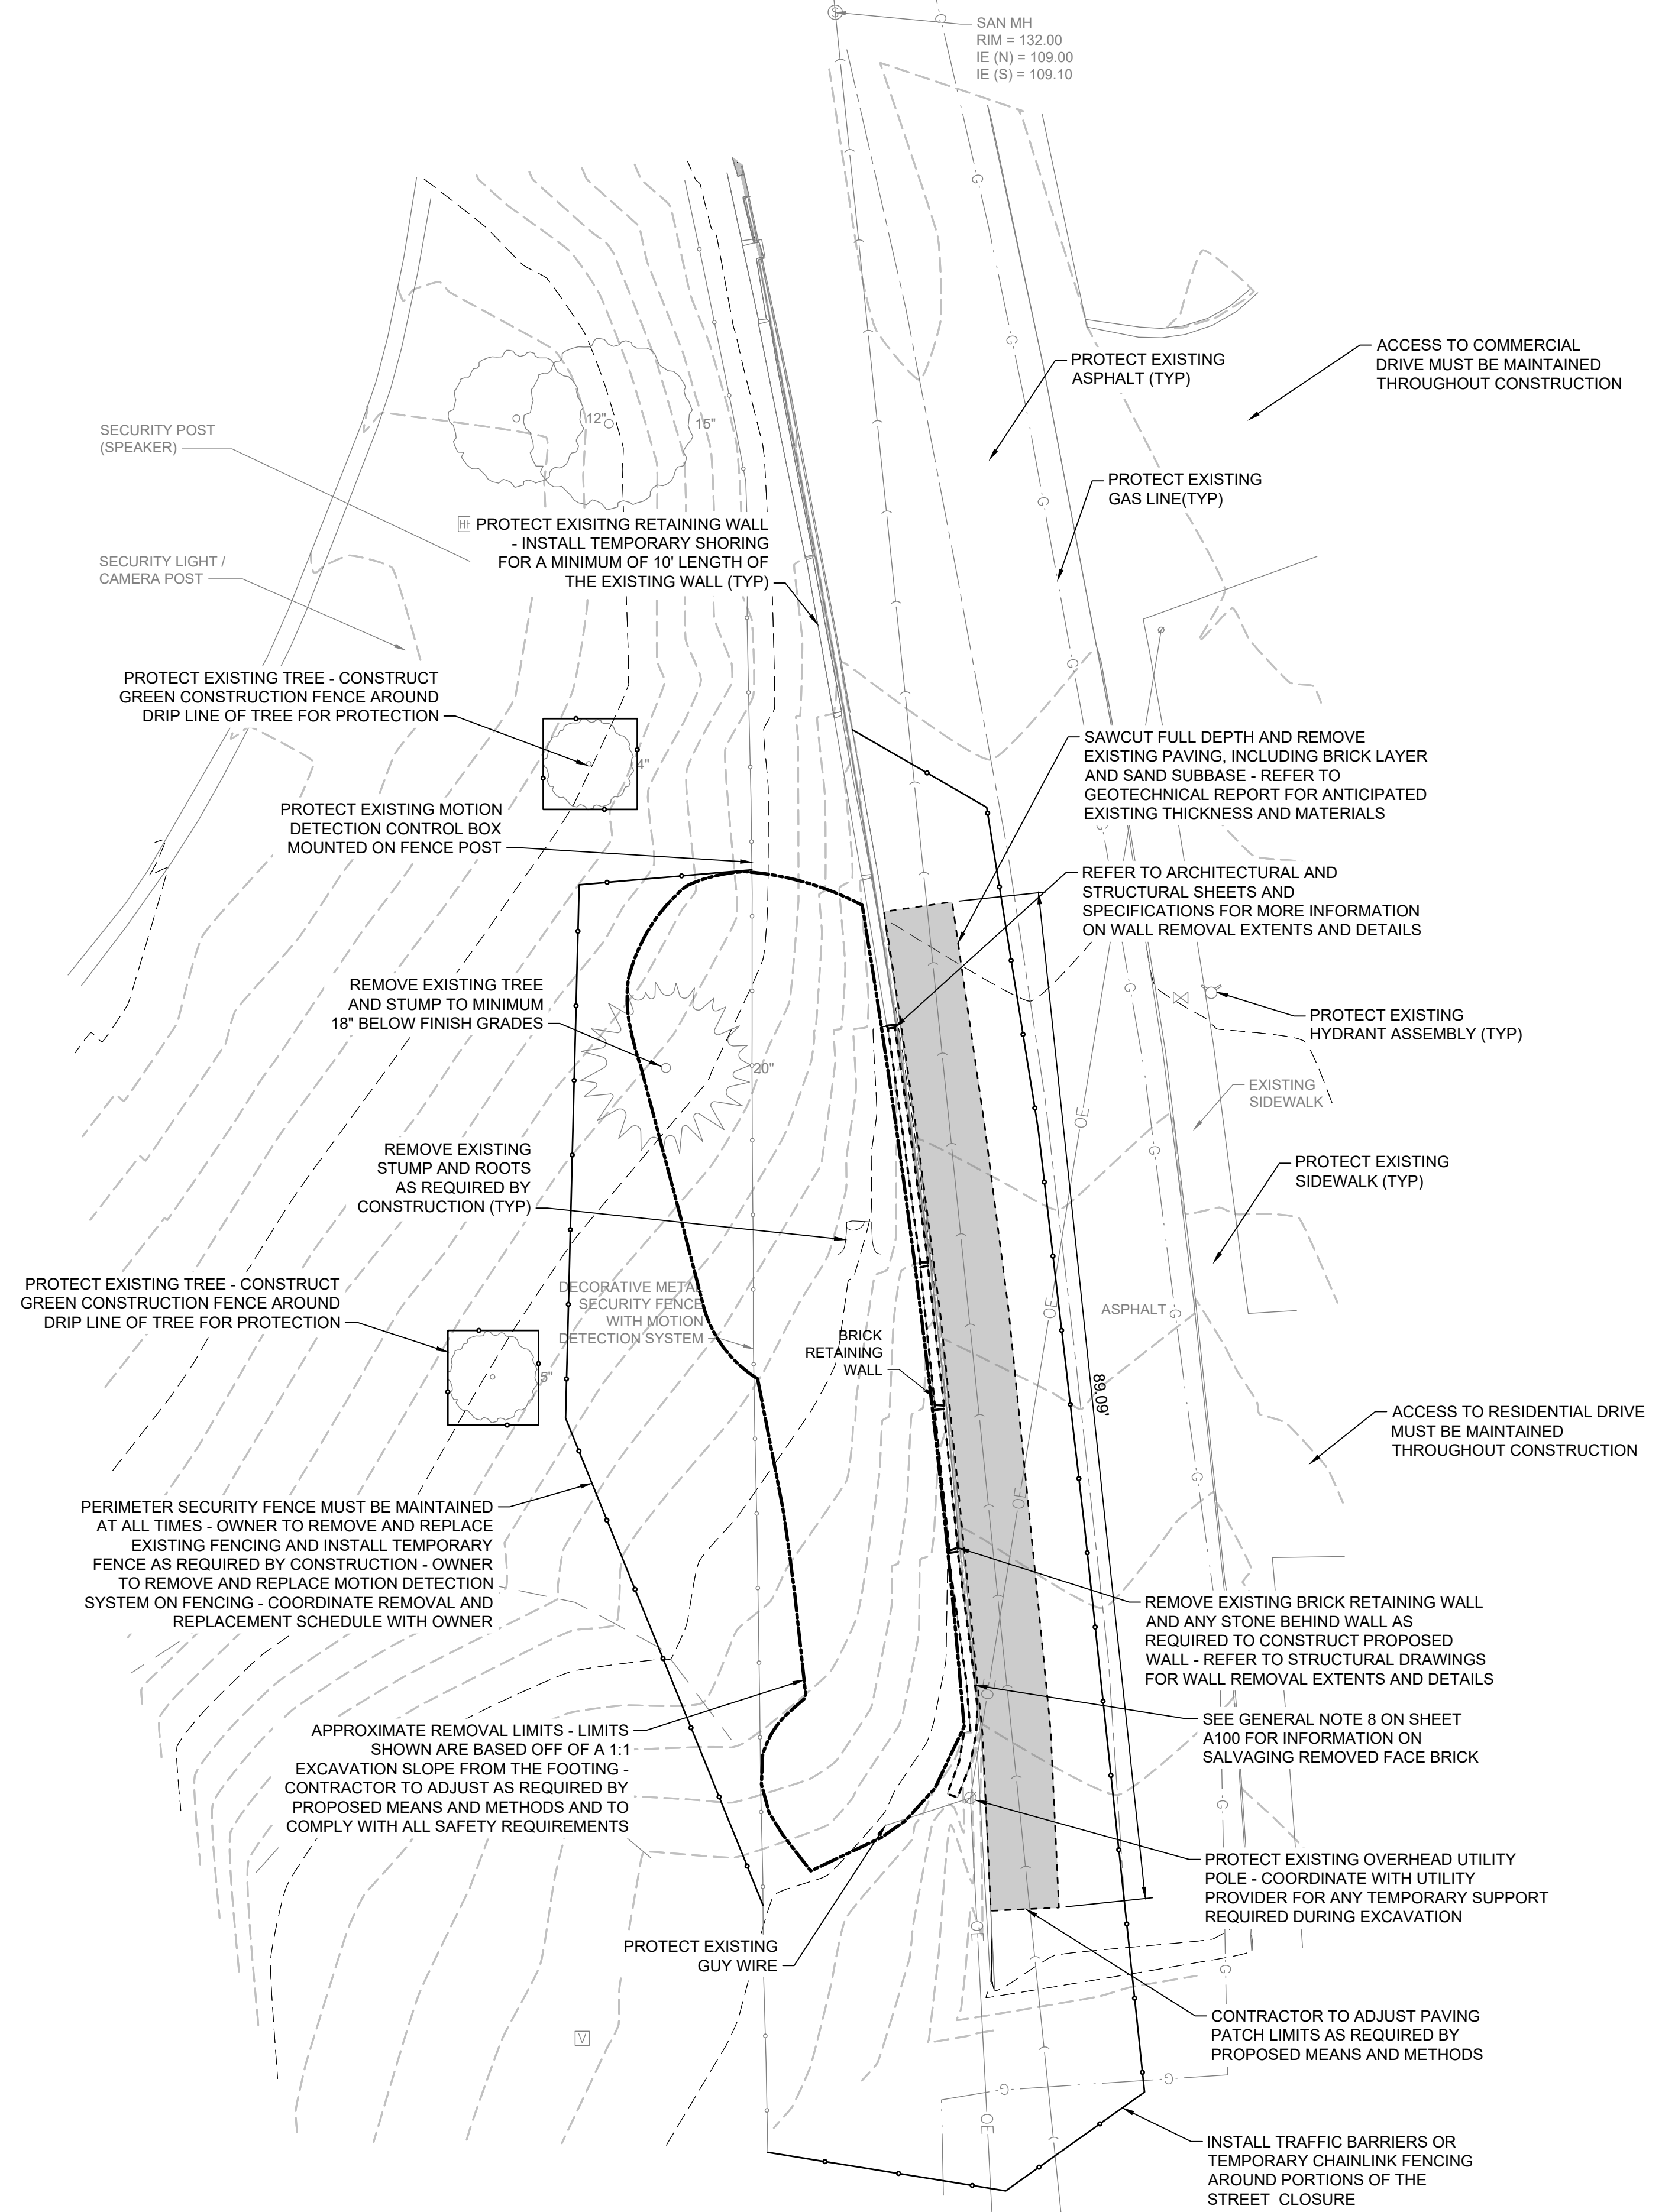 SAN MH
RIM = 132.00
IE (N) = 109.00
IE (S) = 109.10
PROTECT EXISTING
ASPHALT (TYP)
ACCESS TO COMMERCIAL
DRIVE MUST BE MAINTAINED
THROUGHOUT CONSTRUCTION
12"
15"
SECURITY POST
(SPEAKER)
PROTECT EXISTING
GAS LINE(TYP)
HH
PROTECT EXISITNG RETAINING WALL
- INSTALL TEMPORARY SHORING
FOR A MINIMUM OF 10' LENGTH OF
THE EXISTING WALL (TYP)
SECURITY LIGHT /
CAMERA POST
PROTECT EXISTING TREE - CONSTRUCT
GREEN CONSTRUCTION FENCE AROUND
DRIP LINE OF TREE FOR PROTECTION
4"
SAWCUT FULL DEPTH AND REMOVE
EXISTING PAVING, INCLUDING BRICK LAYER
AND SAND SUBBASE - REFER TO
GEOTECHNICAL REPORT FOR ANTICIPATED
EXISTING THICKNESS AND MATERIALS
PROTECT EXISTING MOTION
DETECTION CONTROL BOX
MOUNTED ON FENCE POST
REFER TO ARCHITECTURAL AND
STRUCTURAL SHEETS AND
SPECIFICATIONS FOR MORE INFORMATION
ON WALL REMOVAL EXTENTS AND DETAILS
REMOVE EXISTING TREE
AND STUMP TO MINIMUM
18" BELOW FINISH GRADES
20"
PROTECT EXISTING
HYDRANT ASSEMBLY (TYP)
EXISTING
SIDEWALK
REMOVE EXISTING
STUMP AND ROOTS
AS REQUIRED BY
CONSTRUCTION (TYP)
PROTECT EXISTING
SIDEWALK (TYP)
PROTECT EXISTING TREE - CONSTRUCT
GREEN CONSTRUCTION FENCE AROUND
DRIP LINE OF TREE FOR PROTECTION
5"
DECORATIVE METAL
SECURITY FENCE
WITH MOTION
DETECTION SYSTEM
BRICK
RETAINING
WALL
ASPHALT
89.09'
ACCESS TO RESIDENTIAL DRIVE
MUST BE MAINTAINED
THROUGHOUT CONSTRUCTION
PERIMETER SECURITY FENCE MUST BE MAINTAINED
AT ALL TIMES - OWNER TO REMOVE AND REPLACE
EXISTING FENCING AND INSTALL TEMPORARY
FENCE AS REQUIRED BY CONSTRUCTION - OWNER
TO REMOVE AND REPLACE MOTION DETECTION
SYSTEM ON FENCING - COORDINATE REMOVAL AND
REPLACEMENT SCHEDULE WITH OWNER
REMOVE EXISTING BRICK RETAINING WALL
AND ANY STONE BEHIND WALL AS
REQUIRED TO CONSTRUCT PROPOSED
WALL - REFER TO STRUCTURAL DRAWINGS
FOR WALL REMOVAL EXTENTS AND DETAILS
APPROXIMATE REMOVAL LIMITS - LIMITS
SHOWN ARE BASED OFF OF A 1:1
EXCAVATION SLOPE FROM THE FOOTING -
CONTRACTOR TO ADJUST AS REQUIRED BY
PROPOSED MEANS AND METHODS AND TO
COMPLY WITH ALL SAFETY REQUIREMENTS
SEE GENERAL NOTE 8 ON SHEET
A100 FOR INFORMATION ON
SALVAGING REMOVED FACE BRICK
PROTECT EXISTING OVERHEAD UTILITY
POLE - COORDINATE WITH UTILITY
PROVIDER FOR ANY TEMPORARY SUPPORT
REQUIRED DURING EXCAVATION
PROTECT EXISTING
GUY WIRE
V
CONTRACTOR TO ADJUST PAVING
PATCH LIMITS AS REQUIRED BY
PROPOSED MEANS AND METHODS
INSTALL TRAFFIC BARRIERS OR
TEMPORARY CHAINLINK FENCING
AROUND PORTIONS OF THE
STREET CLOSURE
S
G
G
G
G
G
G
G
G
G
G
G
G
G
G
OE
OE
OE
OE
OE
OE